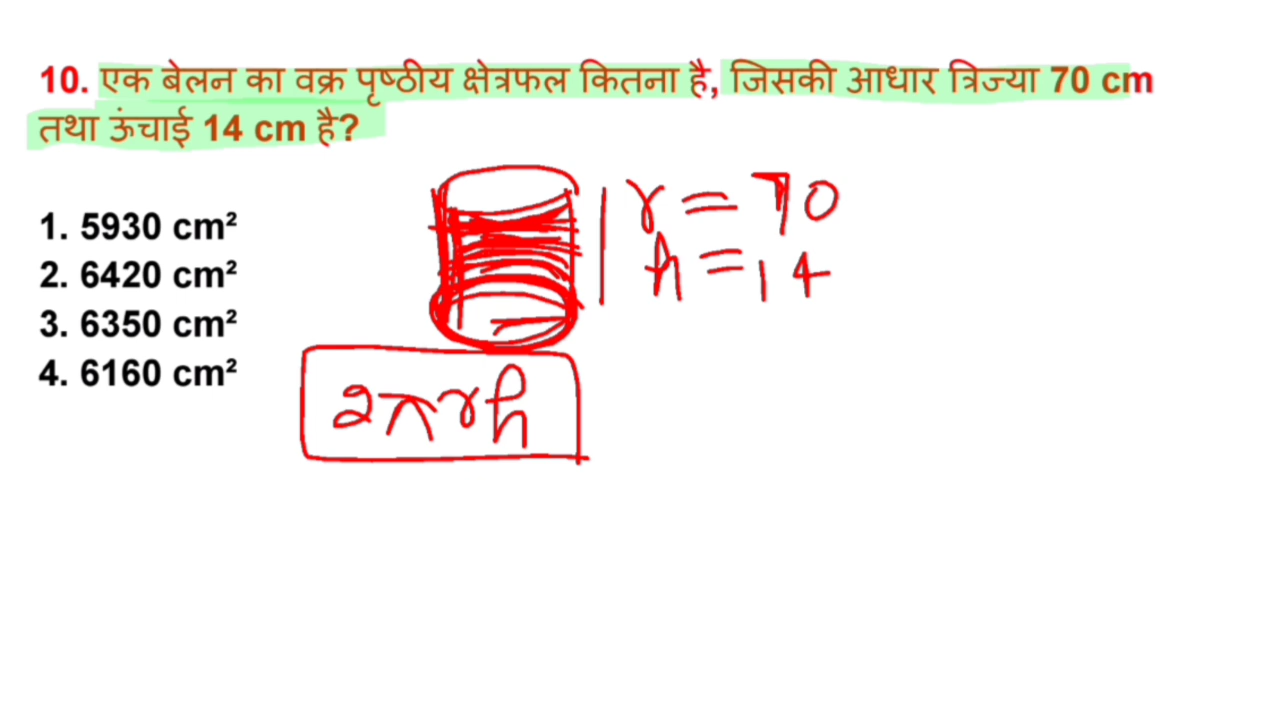 10. एक बेलन का वक्र पृष्ठीय क्षेत्रफल कितना है, जिसकी आधार त्रिज्या 70 cm
तथा ऊंचाई 14 cm है?
1. 5930 cm²
2. 6420 cm²
3. 6350 cm²
4. 6160 cm²
r = 70
h = 14
2πrh